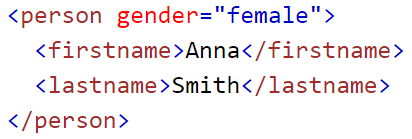 <person gender="female">
  <firstname>Anna</firstname>
  <lastname>Smith</lastname>
</person>